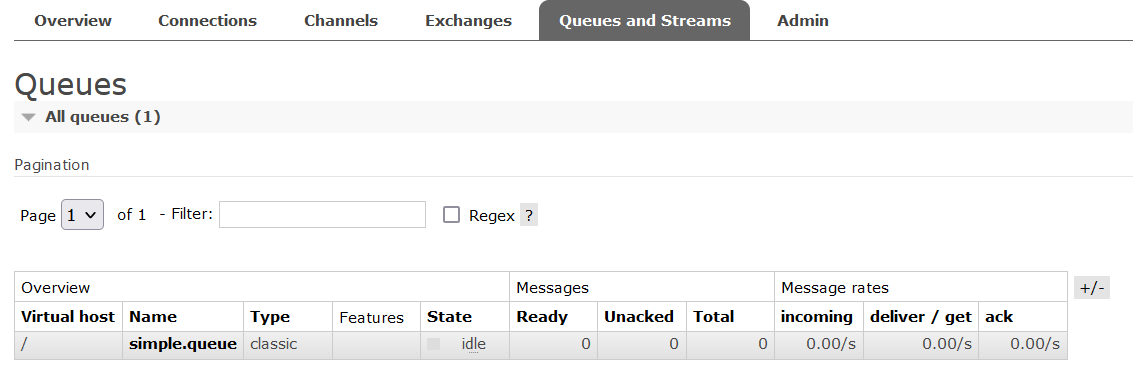 Overview Connections Channels Exchanges Queues and Streams Admin
Queues
All queues (1)
Pagination
Page 1 of 1 - Filter: Regex ?
Overview Messages Message rates +/-
Virtual host Name Type Features State Ready Unacked Total incoming deliver / get ack
/ simple.queue classic idle 0 0 0 0.00/s 0.00/s 0.00/s